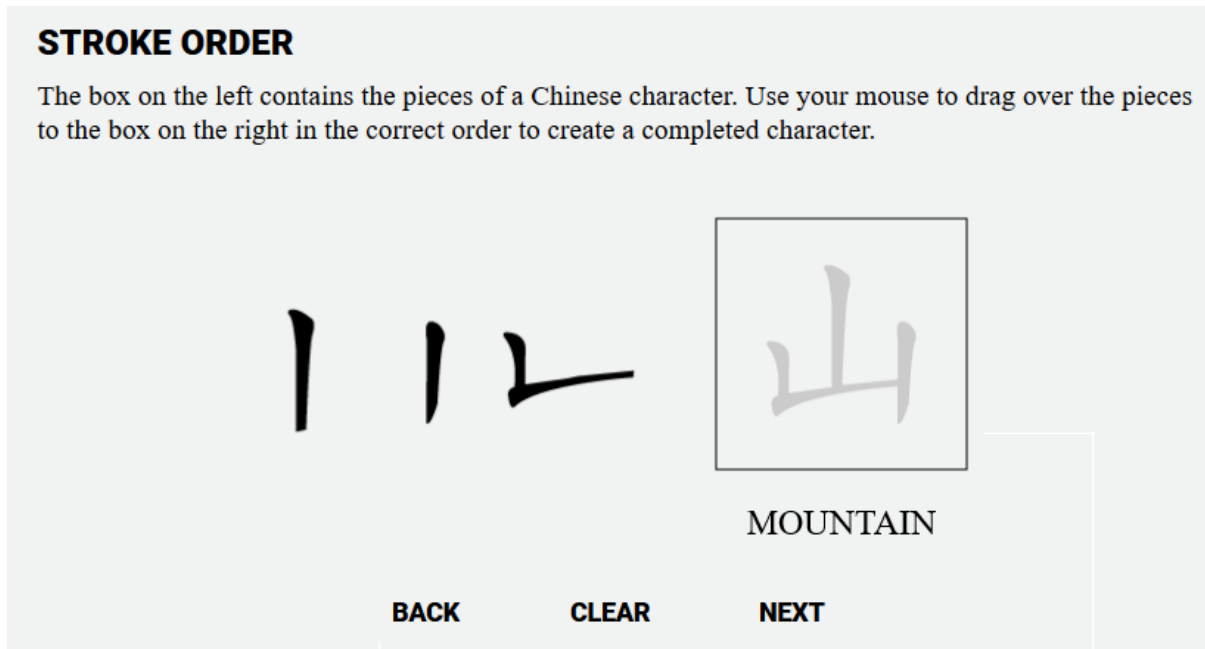 STROKE ORDER
The box on the left contains the pieces of a Chinese character. Use your mouse to drag over the pieces
to the box on the right in the correct order to create a completed character.
山
MOUNTAIN
BACK CLEAR NEXT